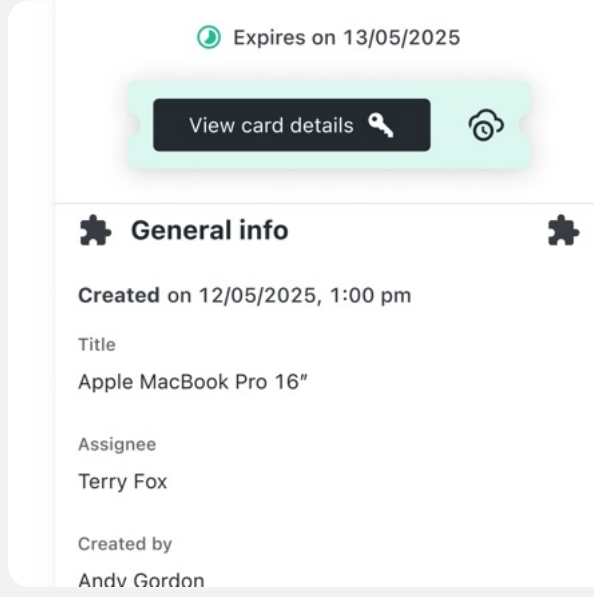 Expires on 13/05/2025
View card details
General info
Created on 12/05/2025, 1:00 pm
Title
Apple MacBook Pro 16”
Assignee
Terry Fox
Created by
Andy Gordon